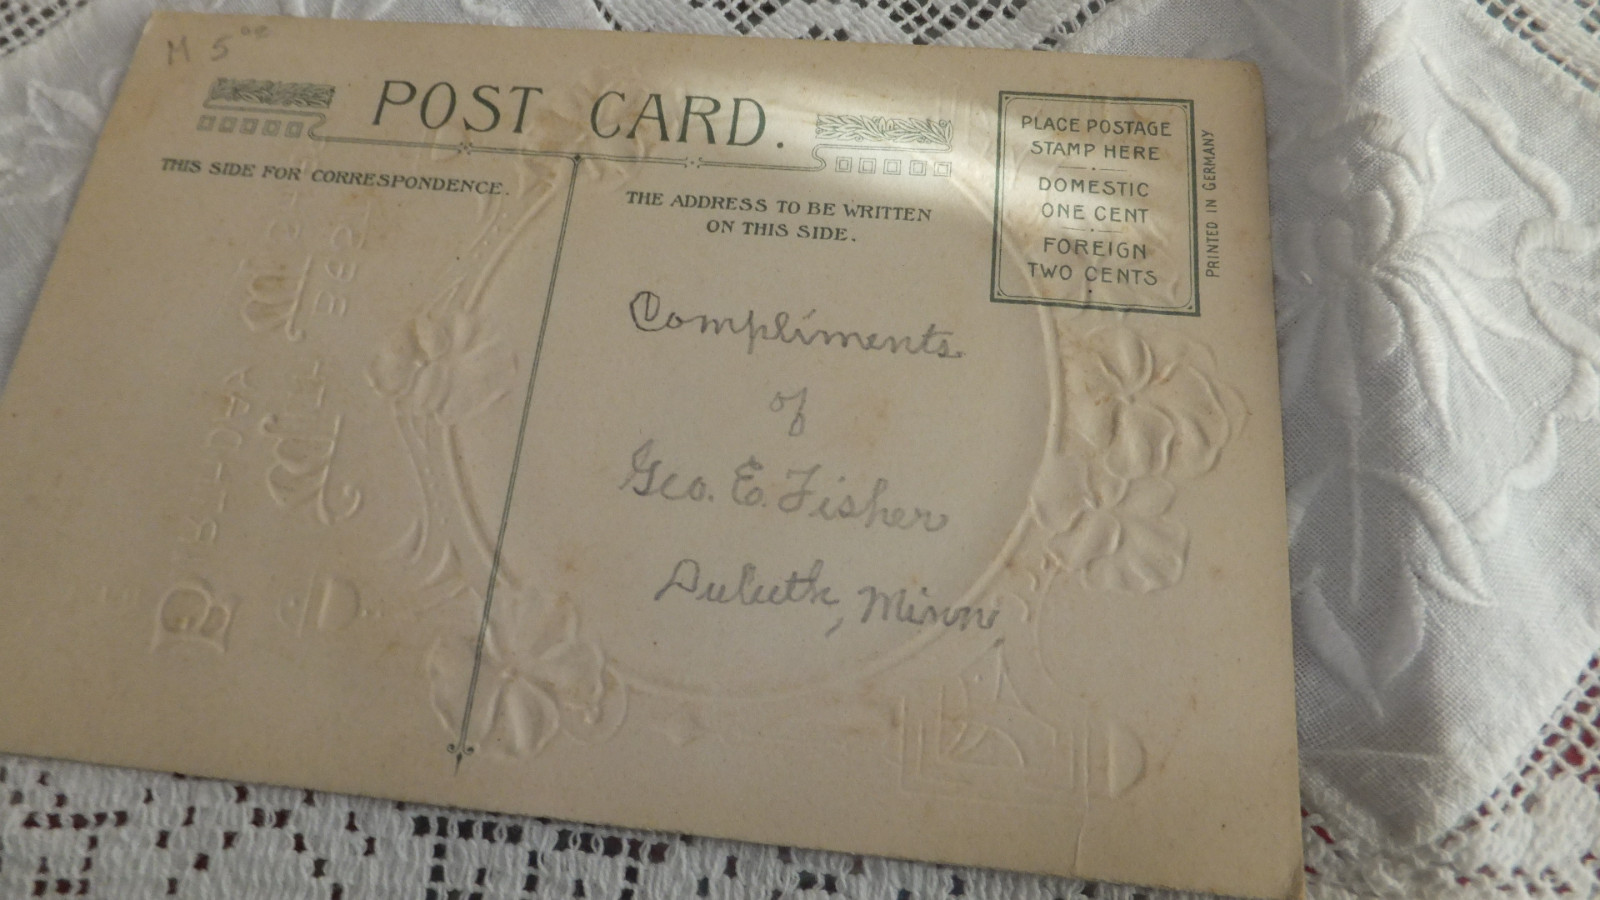 M 5⁰⁰
POST CARD.
THIS SIDE FOR CORRESPONDENCE.
THE ADDRESS TO BE WRITTEN
ON THIS SIDE.
PLACE POSTAGE
STAMP HERE
DOMESTIC
ONE CENT
FOREIGN
TWO CENTS
PRINTED IN GERMANY
Compliments
of
Geo. E. Fisher
Duluth, Minn.